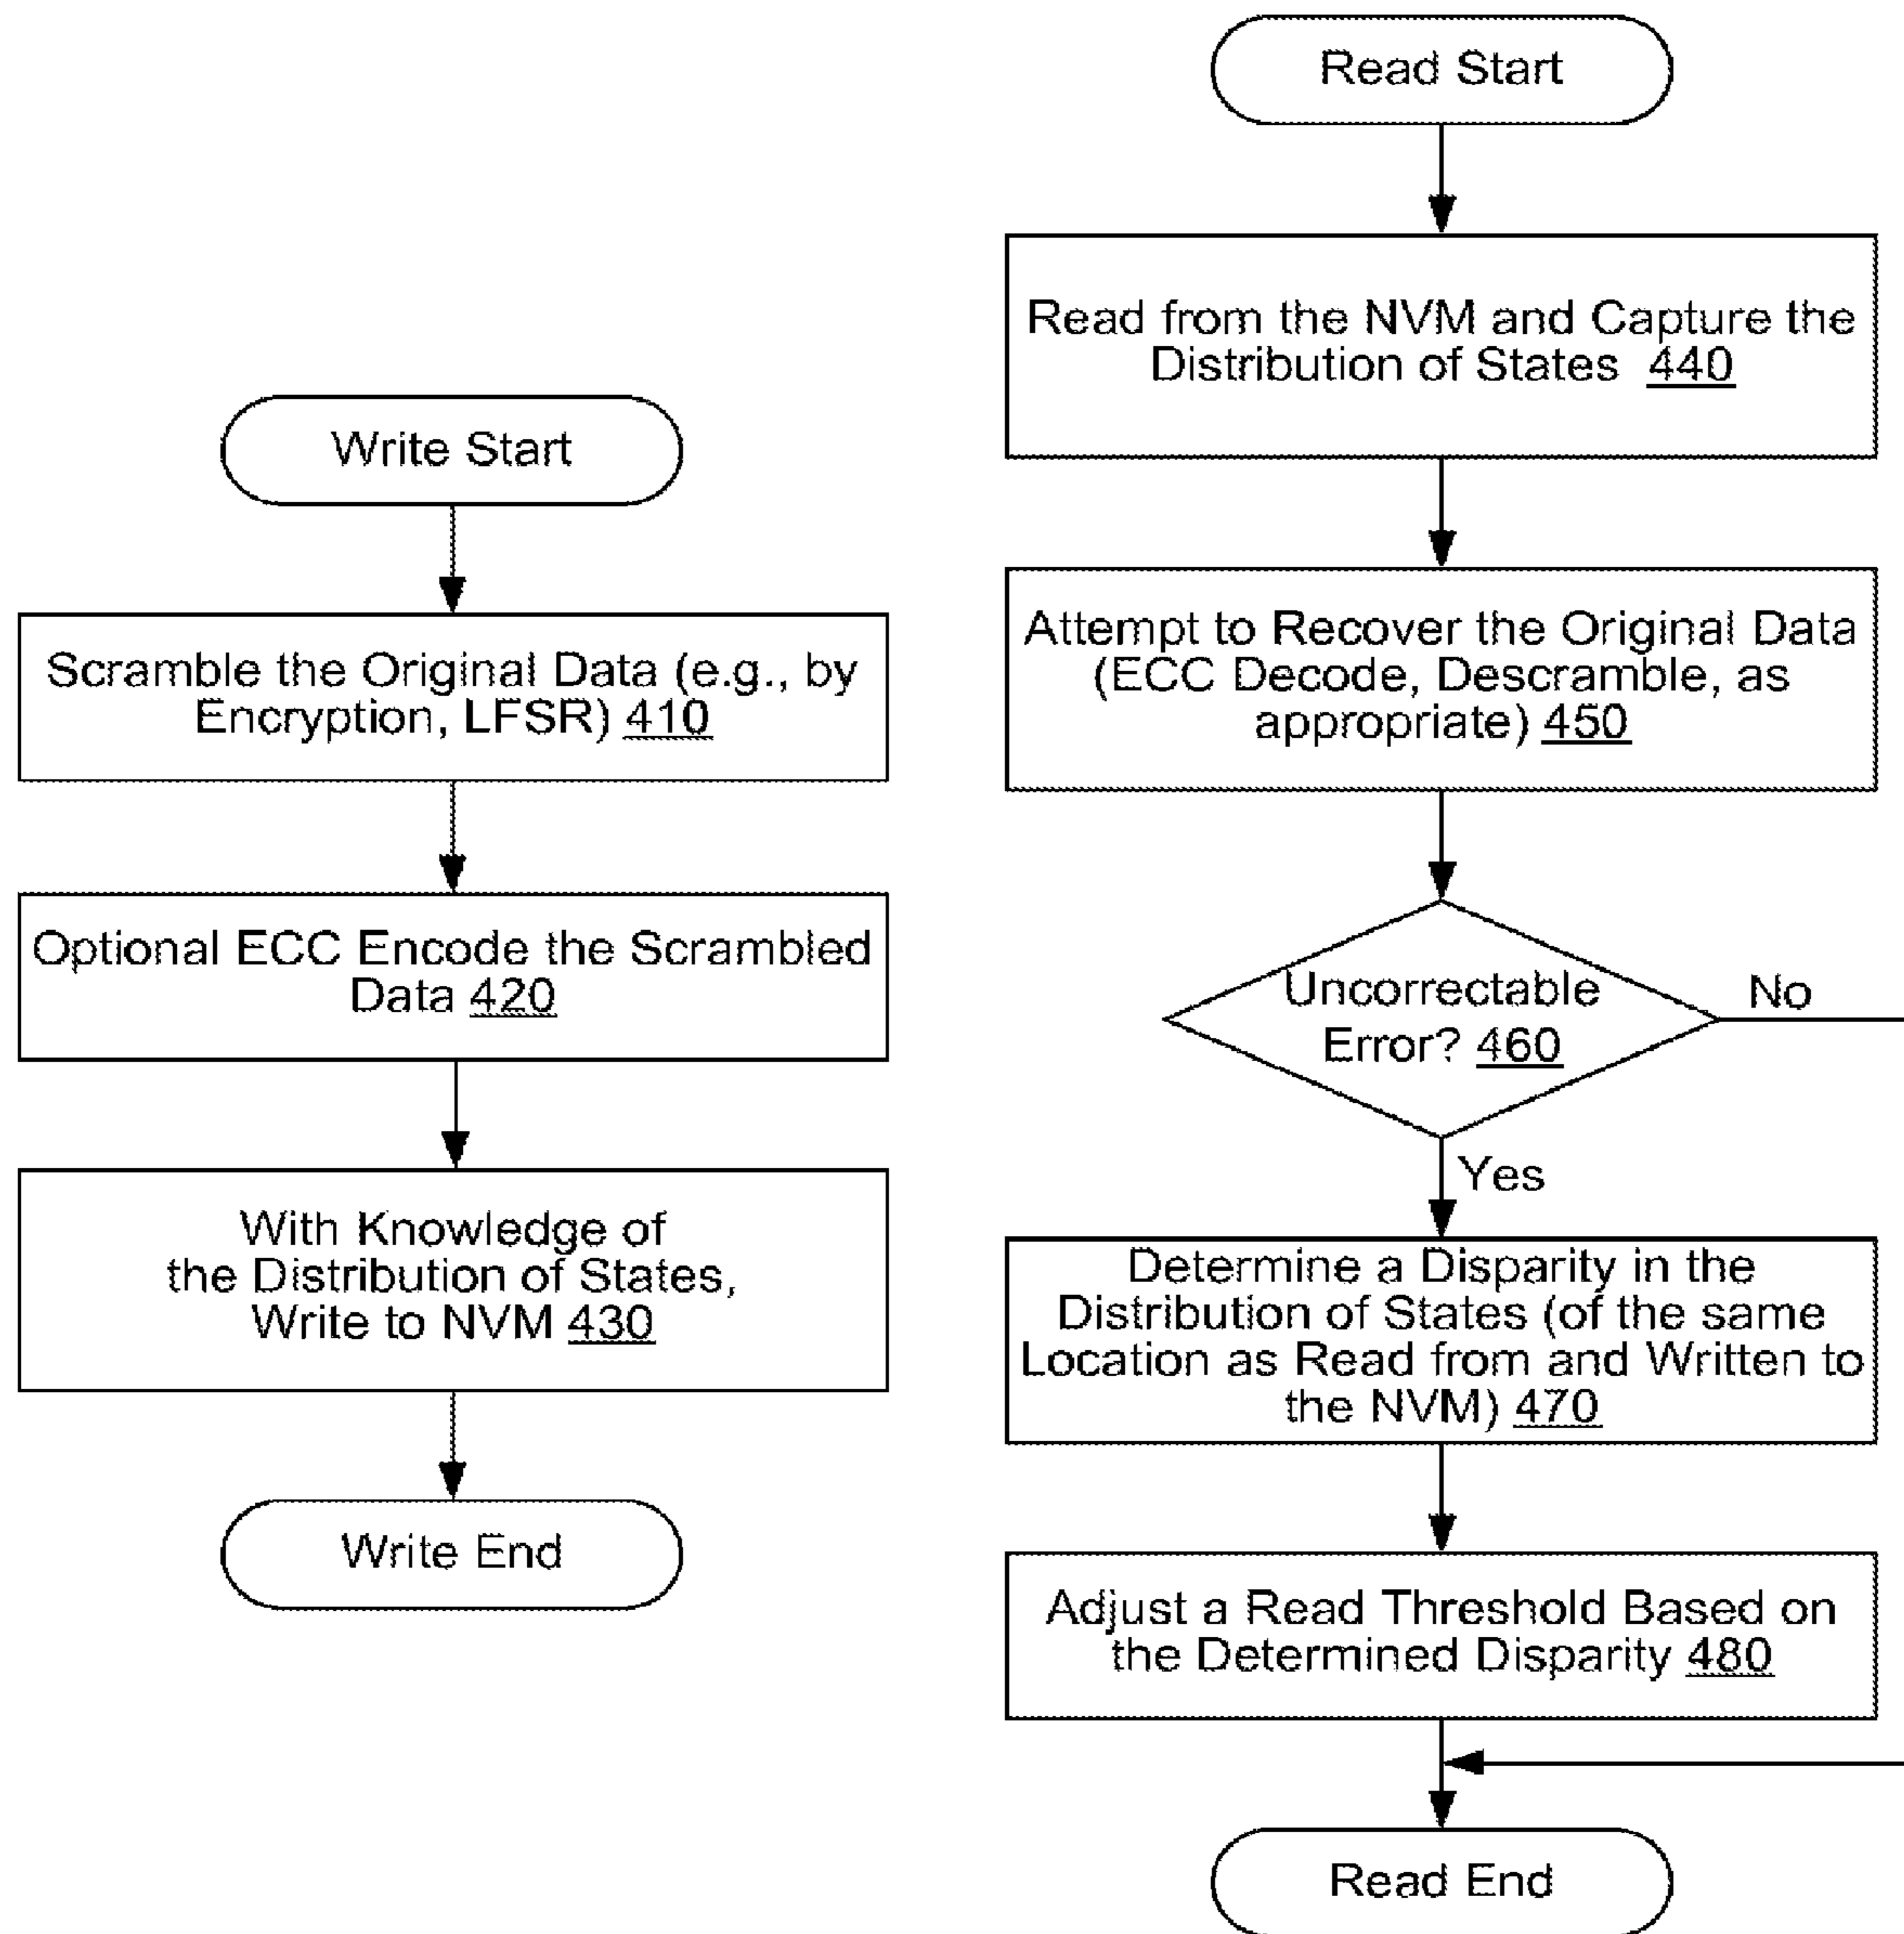 Write Start
Scramble the Original Data (e.g., by
Encryption, LFSR) 410
Optional ECC Encode the Scrambled
Data 420
With Knowledge of
the Distribution of States,
Write to NVM 430
Write End
Read Start
Read from the NVM and Capture the
Distribution of States 440
Attempt to Recover the Original Data
(ECC Decode, Descramble, as
appropriate) 450
Uncorrectable
Error? 460
No
Yes
Determine a Disparity in the
Distribution of States (of the same
Location as Read from and Written to
the NVM) 470
Adjust a Read Threshold Based on
the Determined Disparity 480
Read End